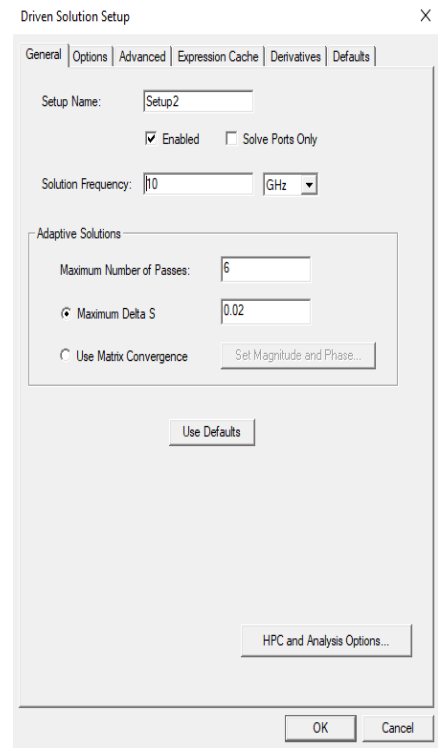 Driven Solution Setup X
General Options Advanced Expression Cache Derivatives Defaults
Setup Name: Setup2
Enabled Solve Ports Only
Solution Frequency: 10 GHz
Adaptive Solutions
Maximum Number of Passes: 6
Maximum Delta S 0.02
Use Matrix Convergence Set Magnitude and Phase...
Use Defaults
HPC and Analysis Options...
OK Cancel